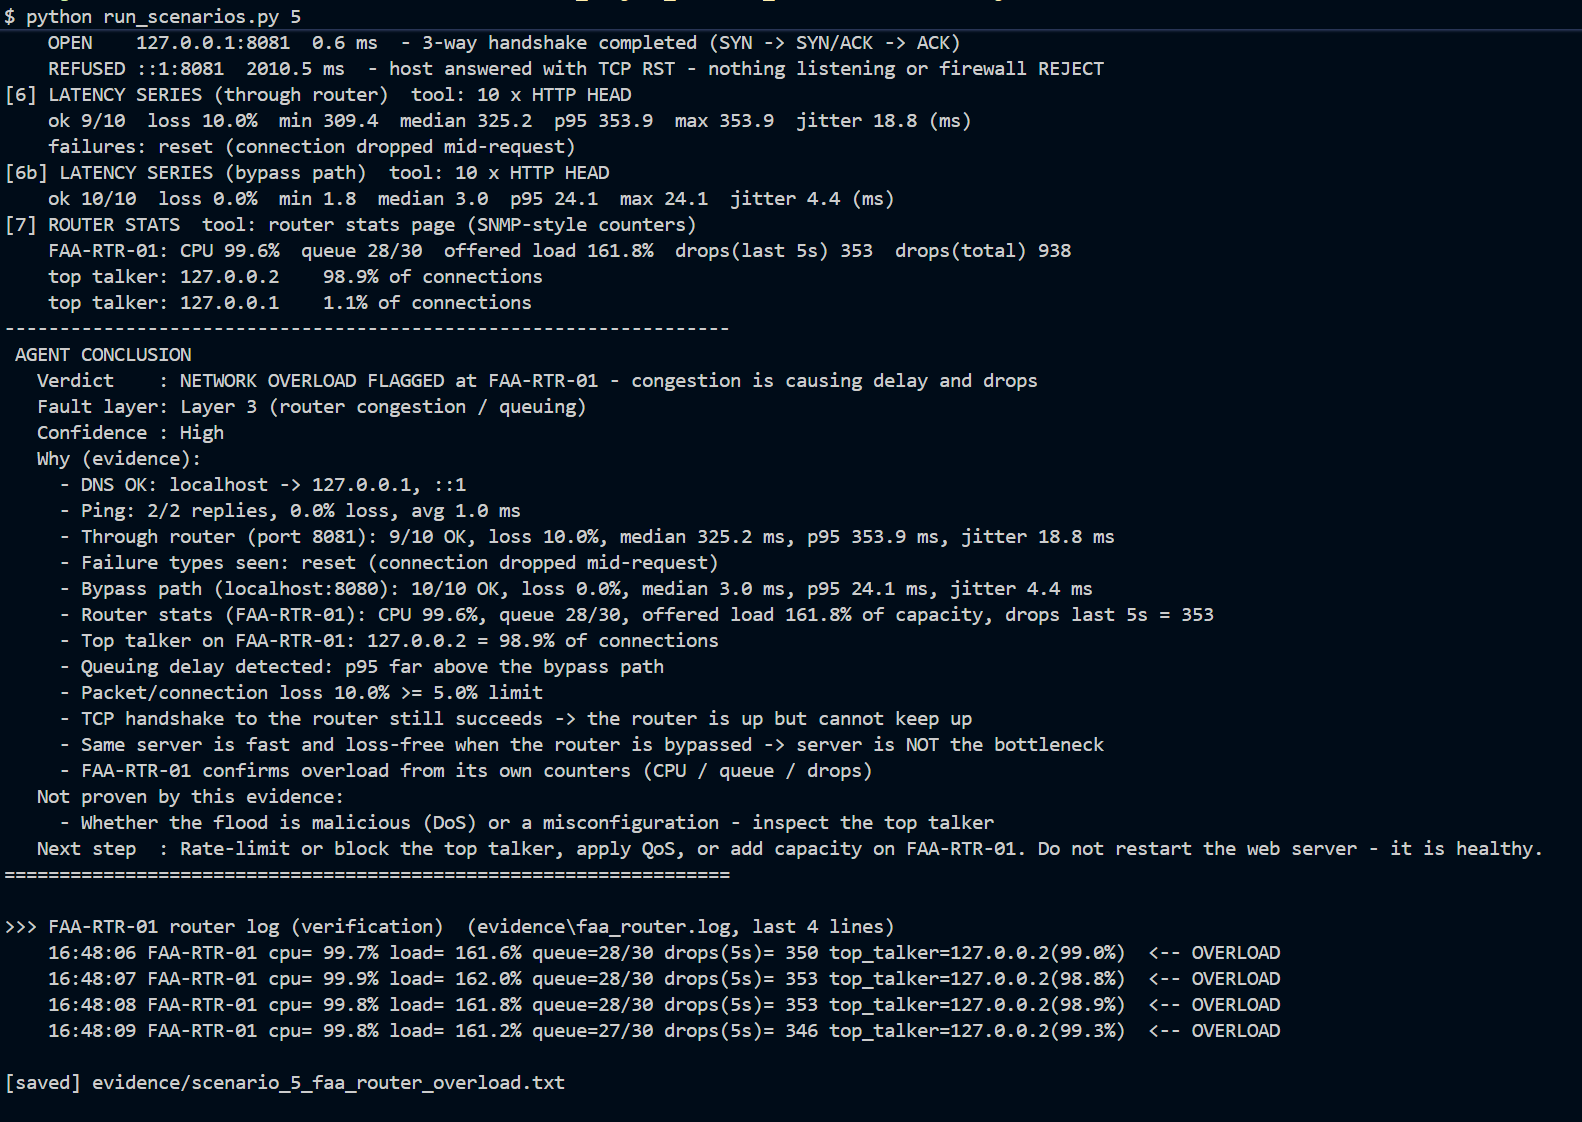 $ python run_scenarios.py 5
OPEN    127.0.0.1:8081  0.6 ms  - 3-way handshake completed (SYN -> SYN/ACK -> ACK)
REFUSED ::1:8081  2010.5 ms  - host answered with TCP RST - nothing listening or firewall REJECT
[6] LATENCY SERIES (through router)  tool: 10 x HTTP HEAD
ok 9/10  loss 10.0%  min 309.4  median 325.2  p95 353.9  max 353.9  jitter 18.8 (ms)
failures: reset (connection dropped mid-request)
[6b] LATENCY SERIES (bypass path)  tool: 10 x HTTP HEAD
ok 10/10  loss 0.0%  min 1.8  median 3.0  p95 24.1  max 24.1  jitter 4.4 (ms)
[7] ROUTER STATS  tool: router stats page (SNMP-style counters)
FAA-RTR-01: CPU 99.6%  queue 28/30  offered load 161.8%  drops(last 5s) 353  drops(total) 938
top talker: 127.0.0.2    98.9% of connections
top talker: 127.0.0.1    1.1% of connections
------------------------------------------------------------------
AGENT CONCLUSION
Verdict    : NETWORK OVERLOAD FLAGGED at FAA-RTR-01 - congestion is causing delay and drops
Fault layer: Layer 3 (router congestion / queuing)
Confidence : High
Why (evidence):
- DNS OK: localhost -> 127.0.0.1, ::1
- Ping: 2/2 replies, 0.0% loss, avg 1.0 ms
- Through router (port 8081): 9/10 OK, loss 10.0%, median 325.2 ms, p95 353.9 ms, jitter 18.8 ms
- Failure types seen: reset (connection dropped mid-request)
- Bypass path (localhost:8080): 10/10 OK, loss 0.0%, median 3.0 ms, p95 24.1 ms, jitter 4.4 ms
- Router stats (FAA-RTR-01): CPU 99.6%, queue 28/30, offered load 161.8% of capacity, drops last 5s = 353
- Top talker on FAA-RTR-01: 127.0.0.2 = 98.9% of connections
- Queuing delay detected: p95 far above the bypass path
- Packet/connection loss 10.0% >= 5.0% limit
- TCP handshake to the router still succeeds -> the router is up but cannot keep up
- Same server is fast and loss-free when the router is bypassed -> server is NOT the bottleneck
- FAA-RTR-01 confirms overload from its own counters (CPU / queue / drops)
Not proven by this evidence:
- Whether the flood is malicious (DoS) or a misconfiguration - inspect the top talker
Next step  : Rate-limit or block the top talker, apply QoS, or add capacity on FAA-RTR-01. Do not restart the web server - it is healthy.
==================================================================
>>> FAA-RTR-01 router log (verification)  (evidence\faa_router.log, last 4 lines)
16:48:06 FAA-RTR-01 cpu= 99.7% load= 161.6% queue=28/30 drops(5s)= 350 top_talker=127.0.0.2(99.0%)  <-- OVERLOAD
16:48:07 FAA-RTR-01 cpu= 99.9% load= 162.0% queue=28/30 drops(5s)= 353 top_talker=127.0.0.2(98.8%)  <-- OVERLOAD
16:48:08 FAA-RTR-01 cpu= 99.8% load= 161.8% queue=28/30 drops(5s)= 353 top_talker=127.0.0.2(98.9%)  <-- OVERLOAD
16:48:09 FAA-RTR-01 cpu= 99.8% load= 161.2% queue=27/30 drops(5s)= 346 top_talker=127.0.0.2(99.3%)  <-- OVERLOAD
[saved] evidence/scenario_5_faa_router_overload.txt